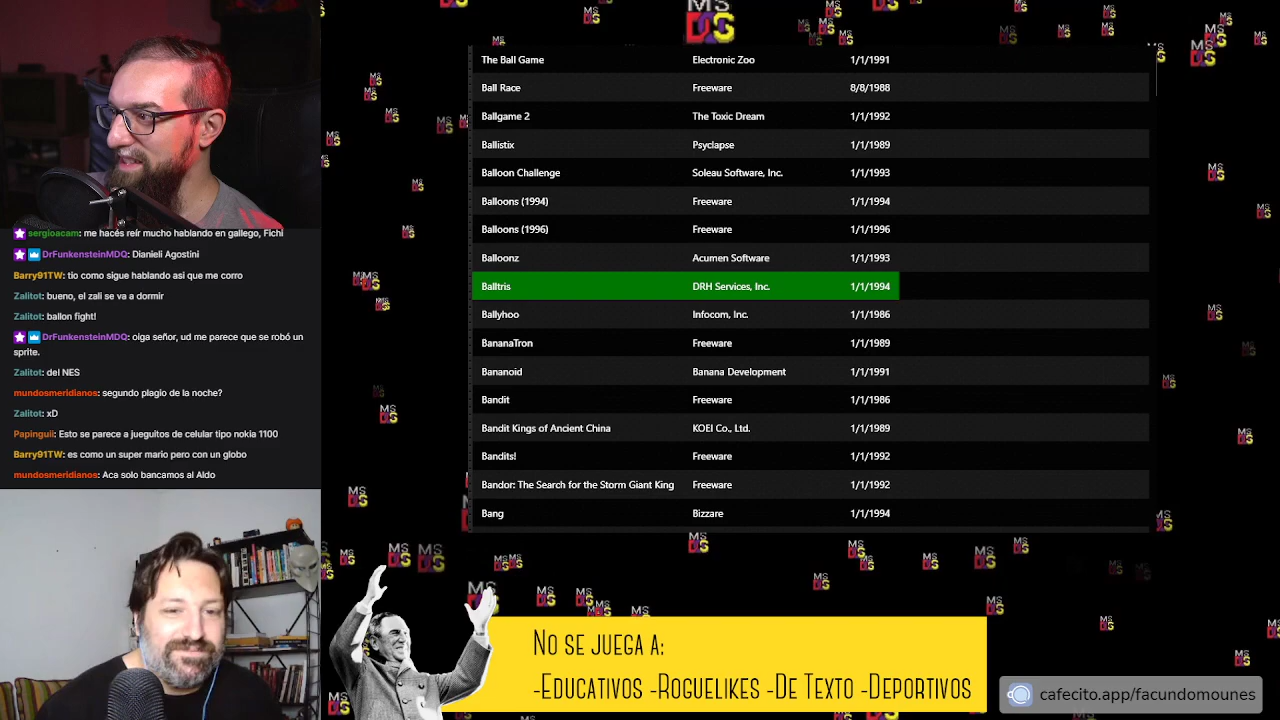 sergioacam: me hacés reír mucho hablando en gallego, Fichi
DrFunkensteinMDQ: Dianieli Agostini
Barry91TW: tio como sigue hablando asi que me corro
Zalitot: bueno, el zali se va a dormir
Zalitot: ballon fight!
DrFunkensteinMDQ: oiga señor, ud me parece que se robó un
sprite.
Zalitot: del NES
mundosmeridianos: segundo plagio de la noche?
Zalitot: xD
Papinguil: Esto se parece a jueguitos de celular tipo nokia 1100
Barry91TW: es como un super mario pero con un globo
mundosmeridianos: Aca solo bancamos al Aldo
MS DOS
The Ball Game Electronic Zoo 1/1/1991
Ball Race Freeware 8/8/1988
Ballgame 2 The Toxic Dream 1/1/1992
Ballistix Psyclapse 1/1/1989
Balloon Challenge Soleau Software, Inc. 1/1/1993
Balloons (1994) Freeware 1/1/1994
Balloons (1996) Freeware 1/1/1996
Balloonz Acumen Software 1/1/1993
Balltris DRH Services, Inc. 1/1/1994
Ballyhoo Infocom, Inc. 1/1/1986
BananaTron Freeware 1/1/1989
Bananoid Banana Development 1/1/1991
Bandit Freeware 1/1/1986
Bandit Kings of Ancient China KOEI Co., Ltd. 1/1/1989
Bandits! Freeware 1/1/1992
Bandor: The Search for the Storm Giant King Freeware 1/1/1992
Bang Bizzare 1/1/1994
No se juega a:
-Educativos -Roguelikes -De Texto -Deportivos
cafecito.app/facundomounes